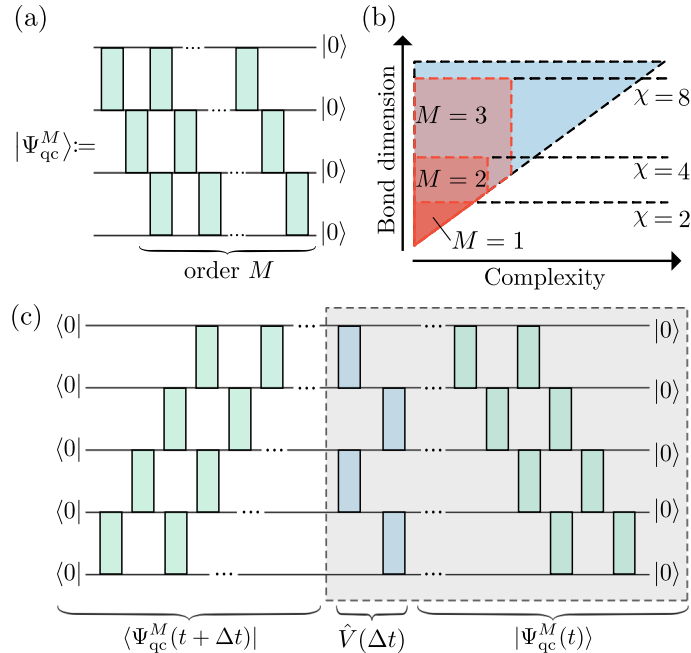 (a)
|0⟩
|0⟩
|Ψ^M_qc⟩:=
|0⟩
|0⟩
order M
(b)
Bond dimension
M = 3
χ = 8
M = 2
χ = 4
χ = 2
M = 1
Complexity
(c)
⟨0| |0⟩
⟨0| |0⟩
⟨0| |0⟩
⟨0| |0⟩
⟨0| |0⟩
⟨Ψ^M_qc(t + Δt)| V̂(Δt) |Ψ^M_qc(t)⟩